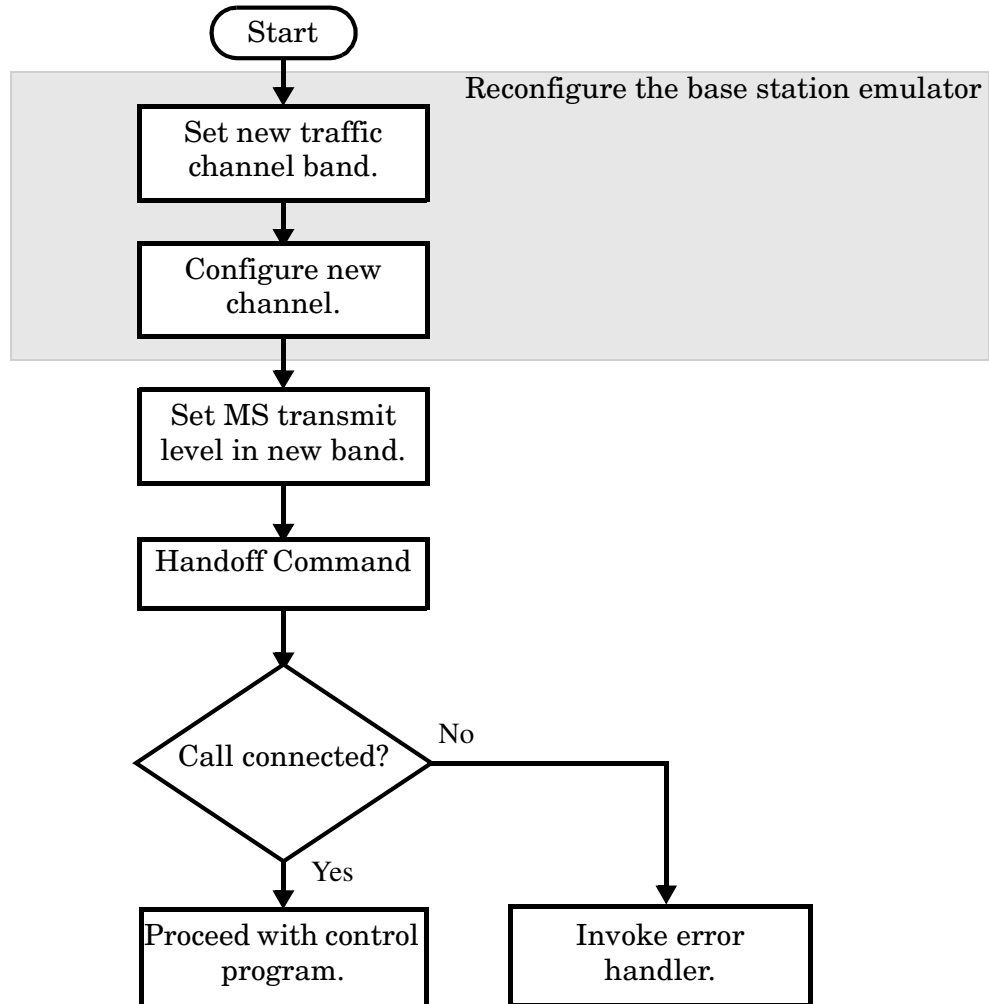 Start
Reconfigure the base station emulator
Set new traffic
channel band.
Configure new
channel.
Set MS transmit
level in new band.
Handoff Command
Call connected?
No
Yes
Proceed with control
program.
Invoke error
handler.